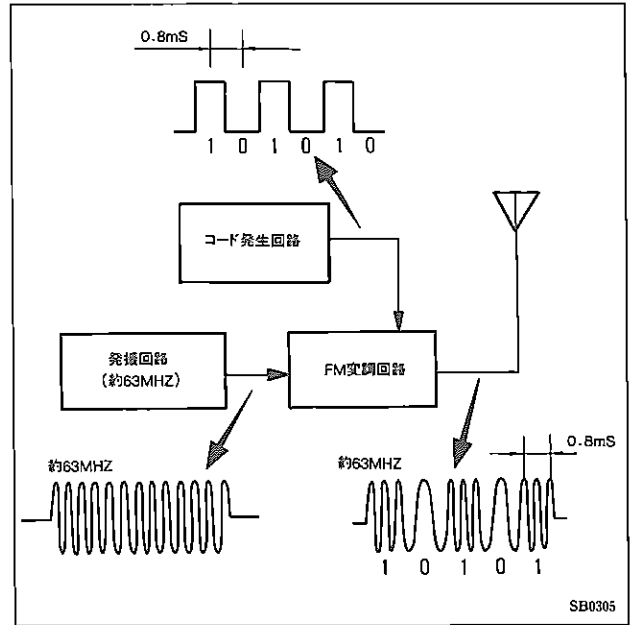 0.8mS
1 0 1 0 1 0
コード発生回路
発援回路
(約63MHZ)
FM変調回路
約63MHZ
約63MHZ
0.8mS
1 0 1 0 1
SB0305